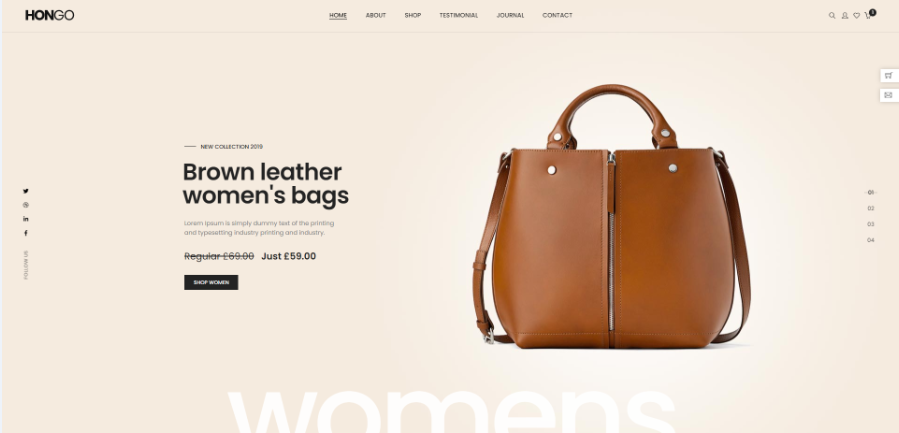 HONGO
HOME ABOUT SHOP TESTIMONIAL JOURNAL CONTACT
NEW COLLECTION 2019
Brown leather
women's bags
Lorem Ipsum is simply dummy text of the printing
and typesetting industry printing and industry.
Regular £69.00 Just £59.00
SHOP WOMEN
FOLLOW US
01
02
03
04
womens